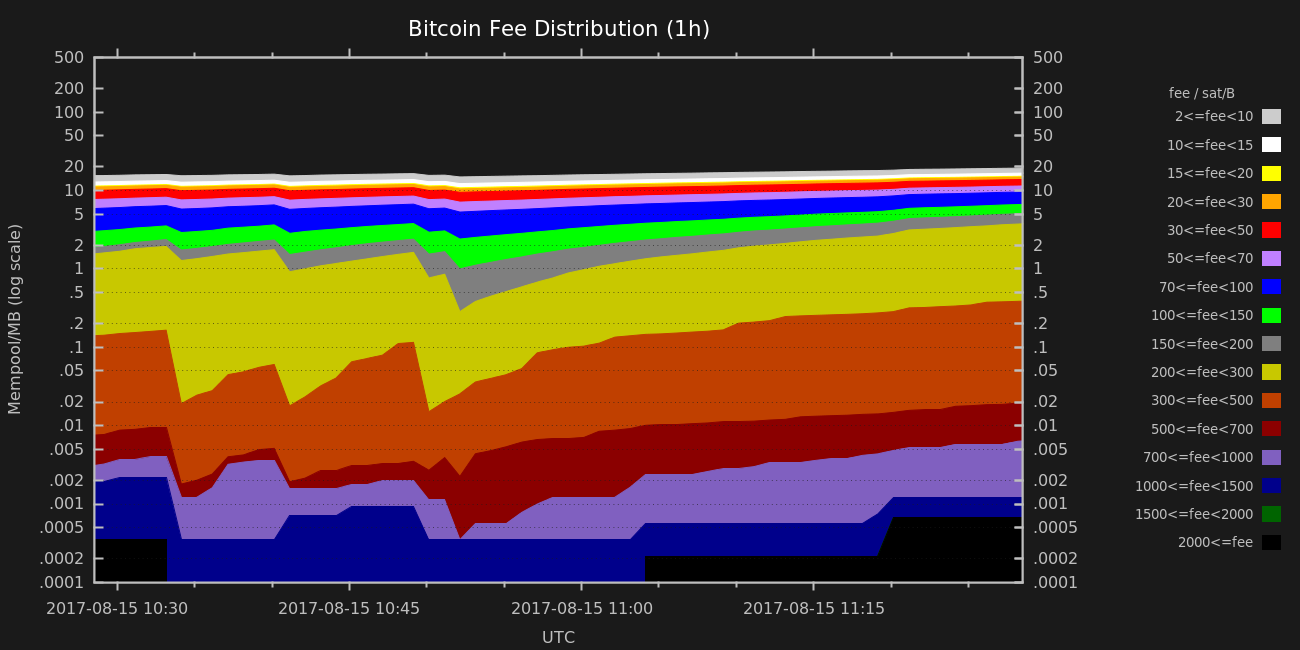 Bitcoin Fee Distribution (1h)
500
200
100
50
20
10
5
2
1
.5
.2
.1
.05
.02
.01
.005
.002
.001
.0005
.0002
.0001
Mempool/MB (log scale)
500
200
100
50
20
10
5
2
1
.5
.2
.1
.05
.02
.01
.005
.002
.001
.0005
.0002
.0001
2017-08-15 10:30 2017-08-15 10:45 2017-08-15 11:00 2017-08-15 11:15
UTC
fee / sat/B
2<=fee<10
10<=fee<15
15<=fee<20
20<=fee<30
30<=fee<50
50<=fee<70
70<=fee<100
100<=fee<150
150<=fee<200
200<=fee<300
300<=fee<500
500<=fee<700
700<=fee<1000
1000<=fee<1500
1500<=fee<2000
2000<=fee